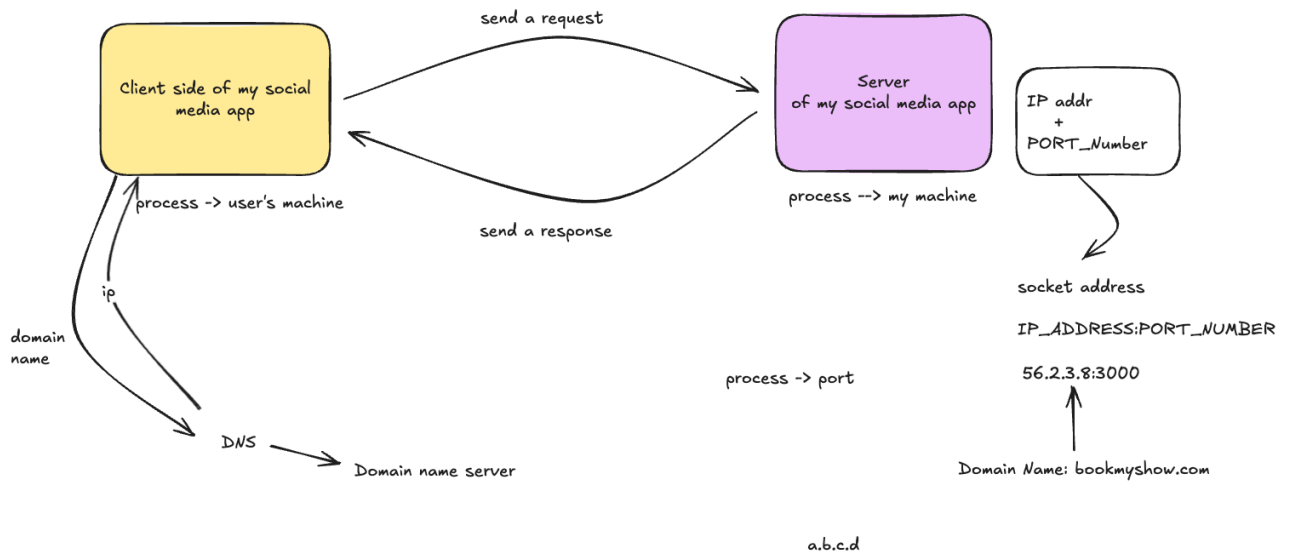 send a request
Client side of my social
media app
Server
of my social media app
IP addr
+
PORT_Number
process -> user's machine
process --> my machine
send a response
ip
socket address
domain
name
IP_ADDRESS:PORT_NUMBER
process -> port
56.2.3.8:3000
DNS
Domain name server
Domain Name: bookmyshow.com
a.b.c.d